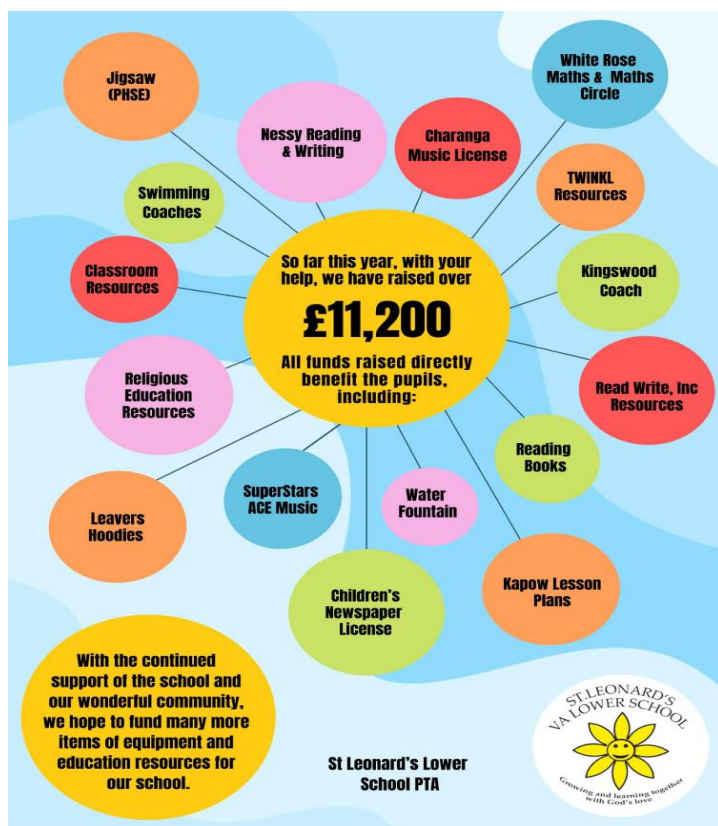 Jigsaw
(PHSE)
Nessy Reading
& Writing
Charanga
Music License
White Rose
Maths & Maths
Circle
TWINKL
Resources
Swimming
Coaches
Classroom
Resources
Kingswood
Coach
So far this year, with your
help, we have raised over
£11,200
All funds raised directly
benefit the pupils,
including:
Religious
Education
Resources
Read Write, Inc
Resources
Reading
Books
Leavers
Hoodies
SuperStars
ACE Music
Water
Fountain
Children's
Newspaper
License
Kapow Lesson
Plans
With the continued
support of the school and
our wonderful community,
we hope to fund many more
items of equipment and
education resources for
our school.
St Leonard's Lower
School PTA
ST.LEONARD'S
VA LOWER SCHOOL
Growing and learning together
with God's love